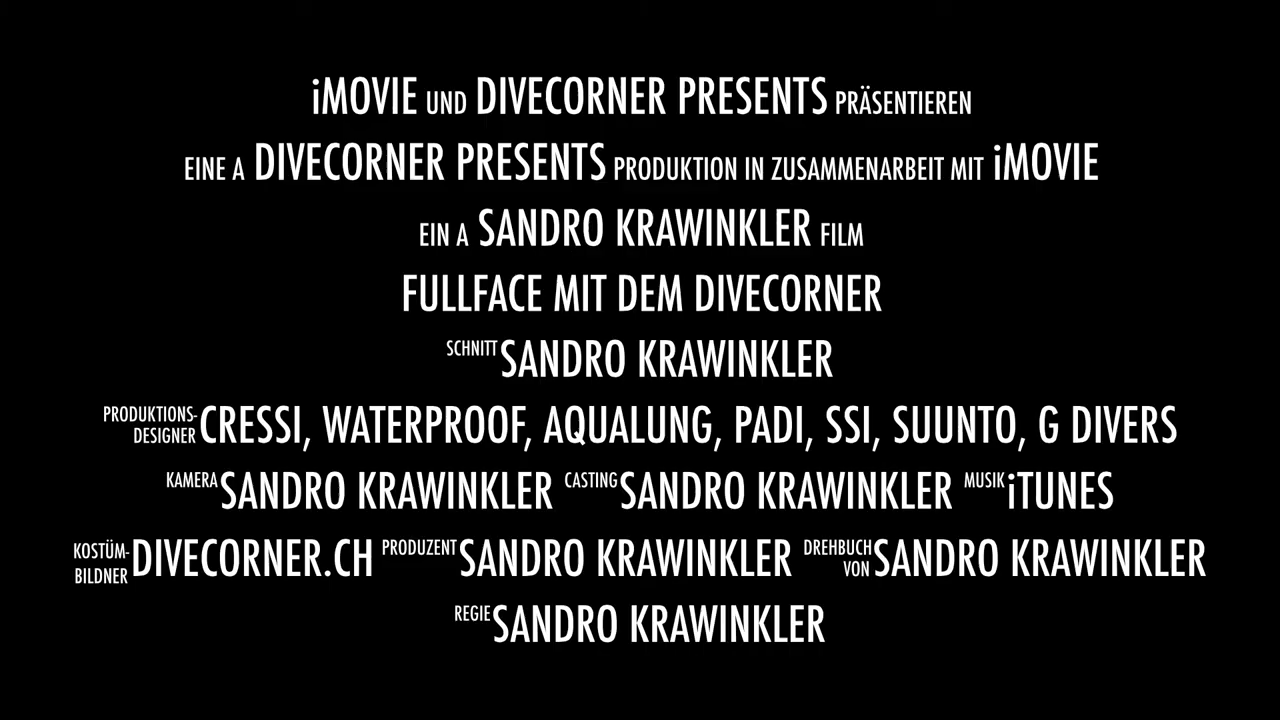 iMOVIE UND DIVECORNER PRESENTS PRÄSENTIEREN
EINE A DIVECORNER PRESENTS PRODUKTION IN ZUSAMMENARBEIT MIT iMOVIE
EIN A SANDRO KRAWINKLER FILM
FULLFACE MIT DEM DIVECORNER
SCHNITT SANDRO KRAWINKLER
PRODUKTIONS-DESIGNER CRESSI, WATERPROOF, AQUALUNG, PADI, SSI, SUUNTO, G DIVERS
KAMERA SANDRO KRAWINKLER CASTING SANDRO KRAWINKLER MUSIK iTUNES
KOSTÜM-BILDNER DIVECORNER.CH PRODUZENT SANDRO KRAWINKLER DREHBUCH VON SANDRO KRAWINKLER
REGIE SANDRO KRAWINKLER